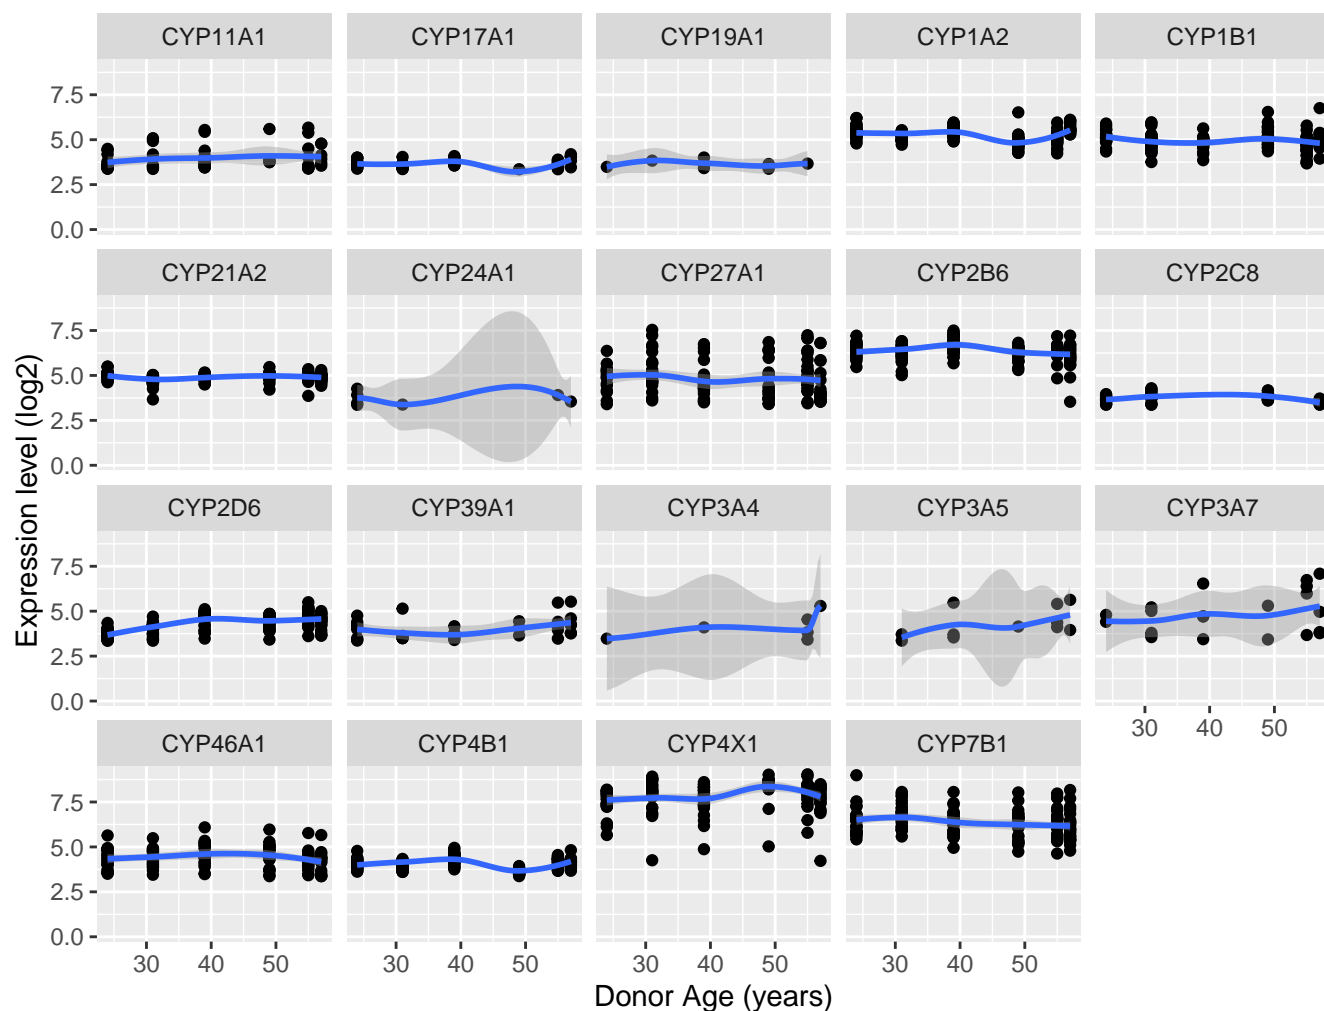 CYP11A1 CYP17A1 CYP19A1 CYP1A2 CYP1B1
7.5
5.0
2.5
0.0
CYP21A2 CYP24A1 CYP27A1 CYP2B6 CYP2C8
7.5
5.0
2.5
0.0
Expression level (log2)
CYP2D6 CYP39A1 CYP3A4 CYP3A5 CYP3A7
7.5
5.0
2.5
0.0
30 40 50
CYP46A1 CYP4B1 CYP4X1 CYP7B1
7.5
5.0
2.5
0.0
30 40 50 30 40 50 30 40 50 30 40 50
Donor Age (years)